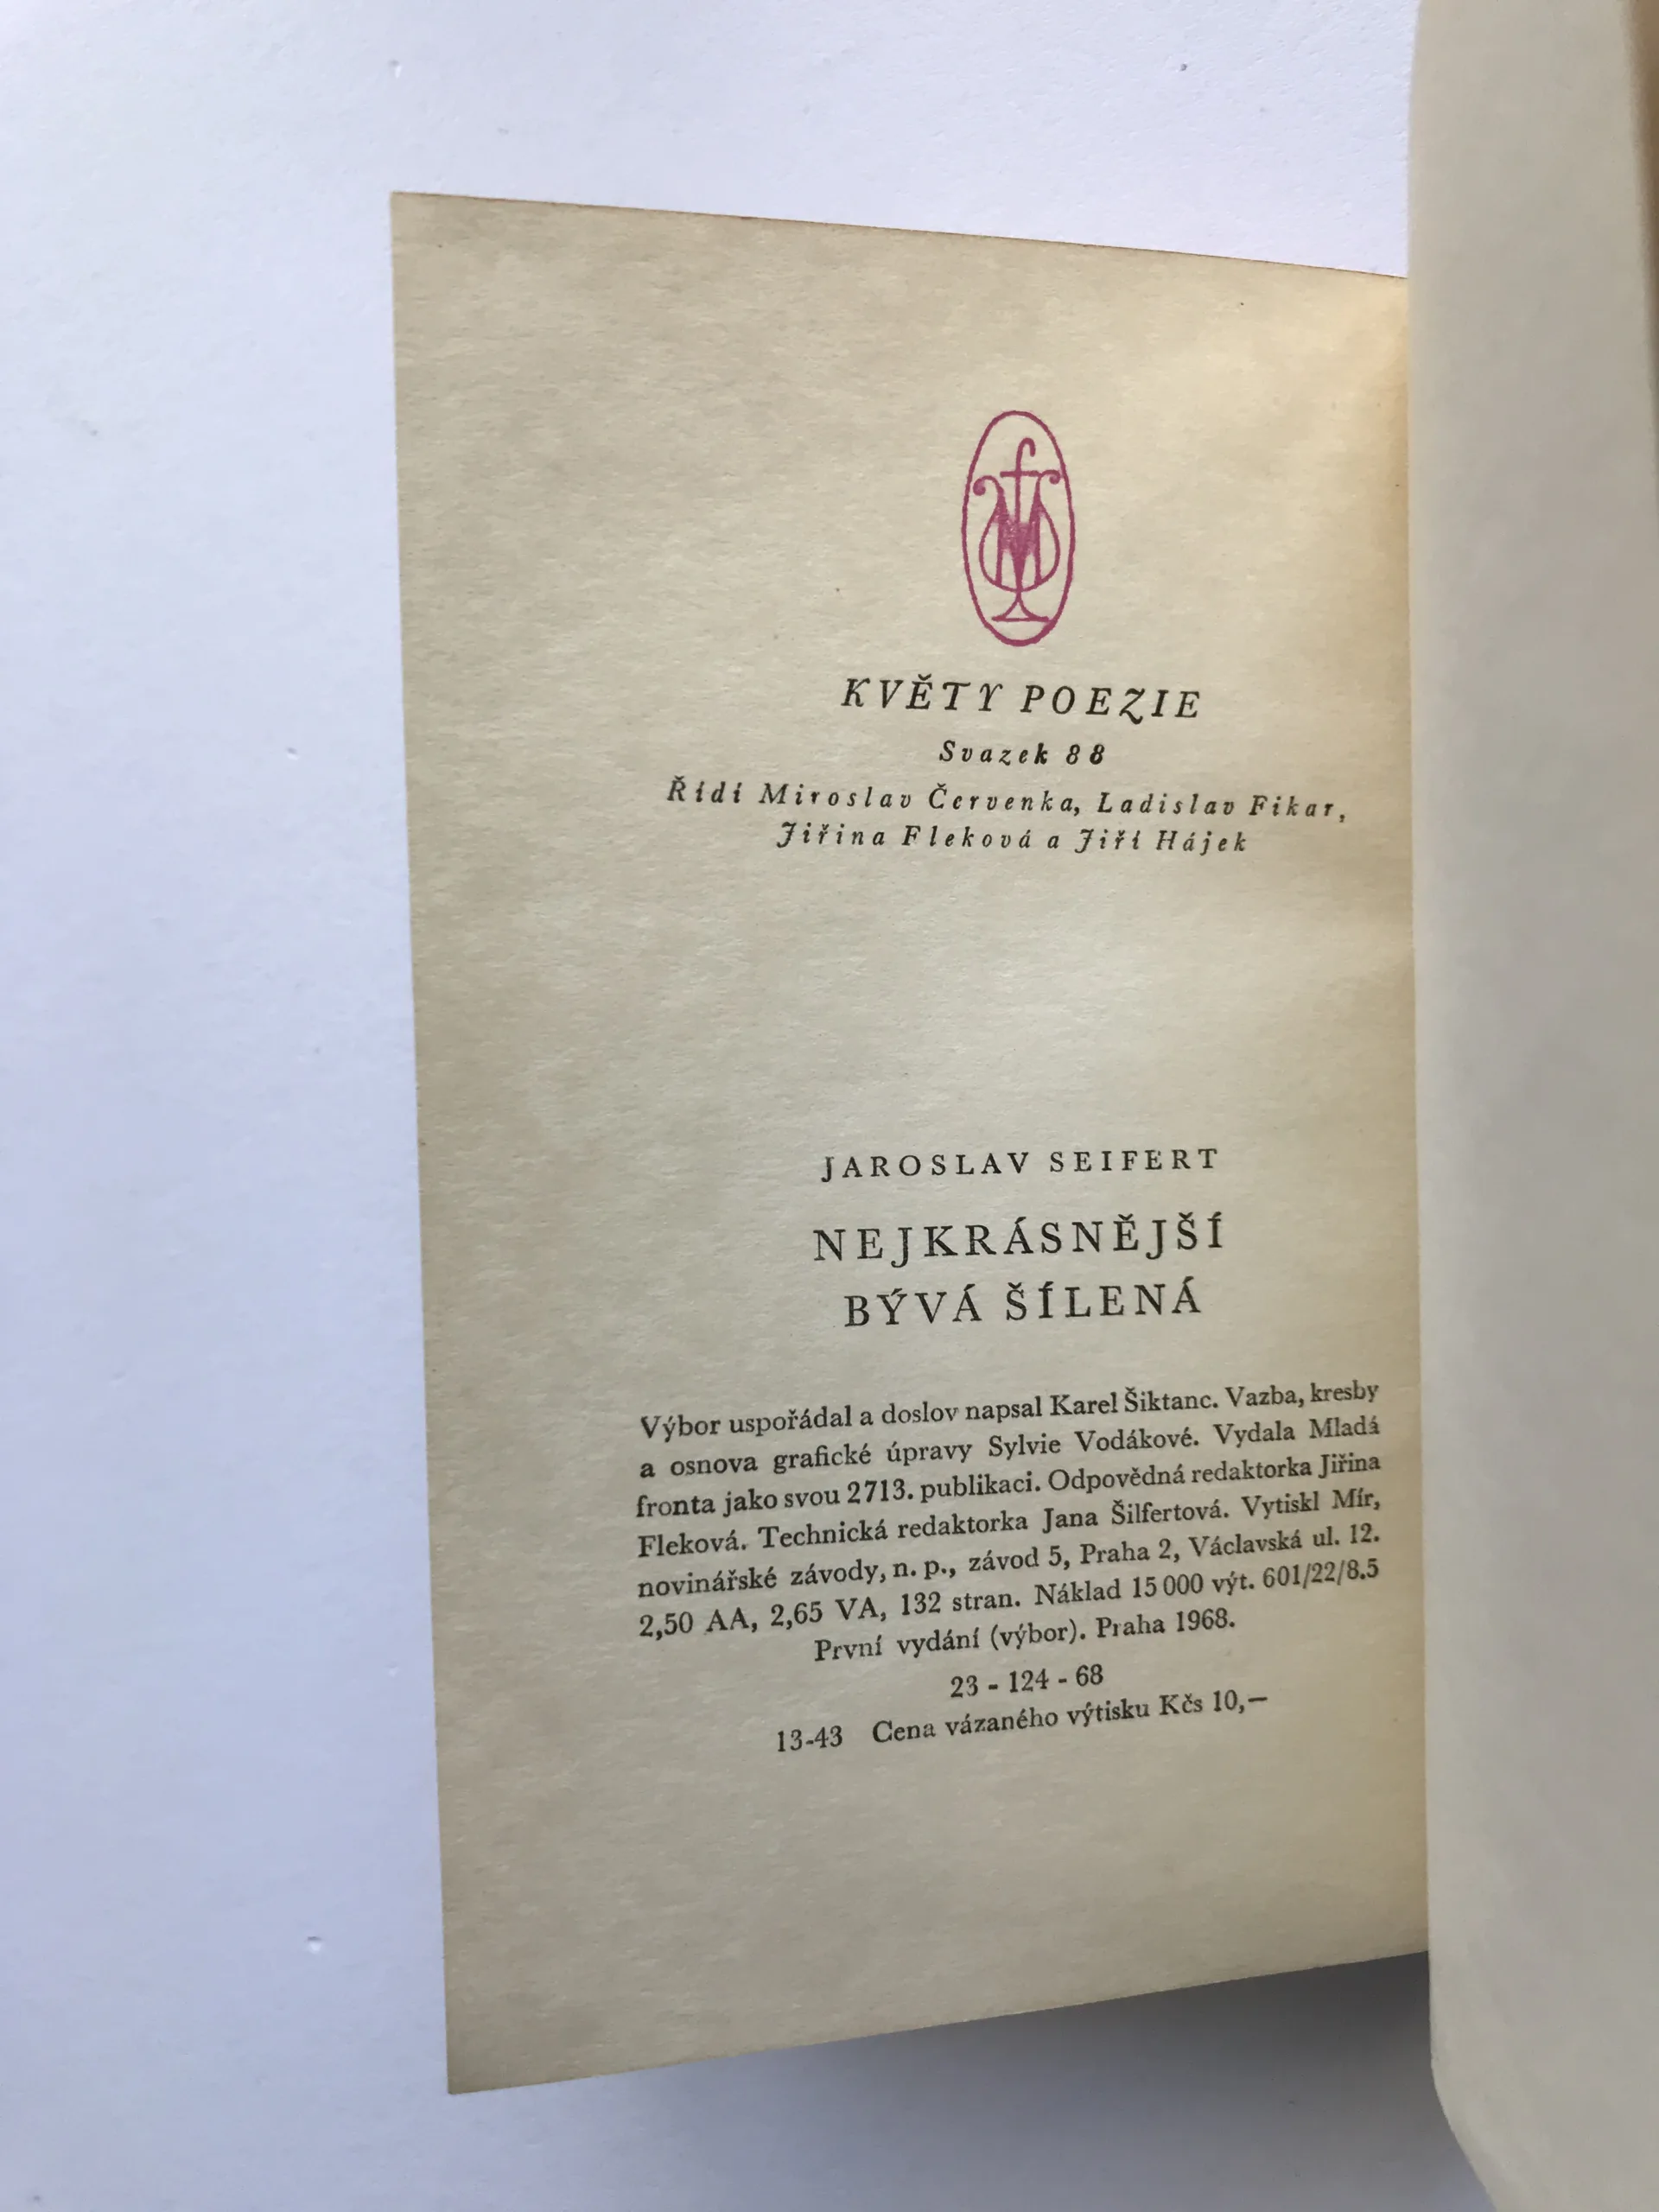 KVĚTY POEZIE
Svazek 88
Řídí Miroslav Červenka, Ladislav Fikar,
Jiřina Fleková a Jiří Hájek
JAROSLAV SEIFERT
NEJKRÁSNĚJŠÍ
BÝVÁ ŠÍLENÁ
Výbor uspořádal a doslov napsal Karel Šiktanc. Vazba, kresby
a osnova grafické úpravy Sylvie Vodákové. Vydala Mladá
fronta jako svou 2713. publikaci. Odpovědná redaktorka Jiřina
Fleková. Technická redaktorka Jana Šilfertová. Vytiskl Mír,
novinářské závody, n. p., závod 5, Praha 2, Václavská ul. 12.
2,50 AA, 2,65 VA, 132 stran. Náklad 15 000 výt. 601/22/8.5
První vydání (výbor). Praha 1968.
23 - 124 - 68
13-43 Cena vázaného výtisku Kčs 10,—